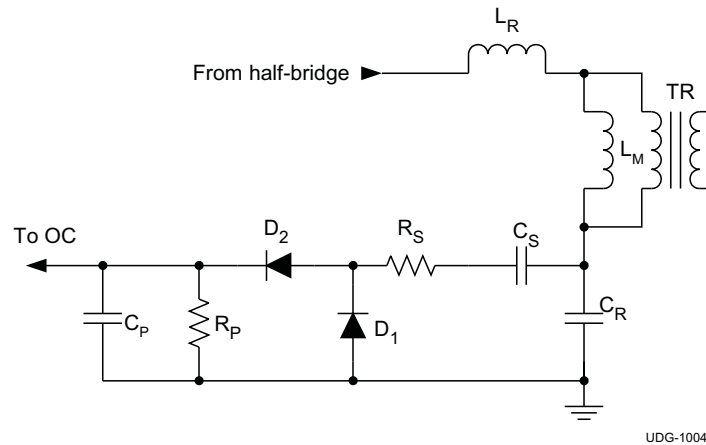 L_R
From half-bridge
TR
L_M
To OC
D_2
R_S
C_S
C_P
R_P
D_1
C_R
UDG-1004